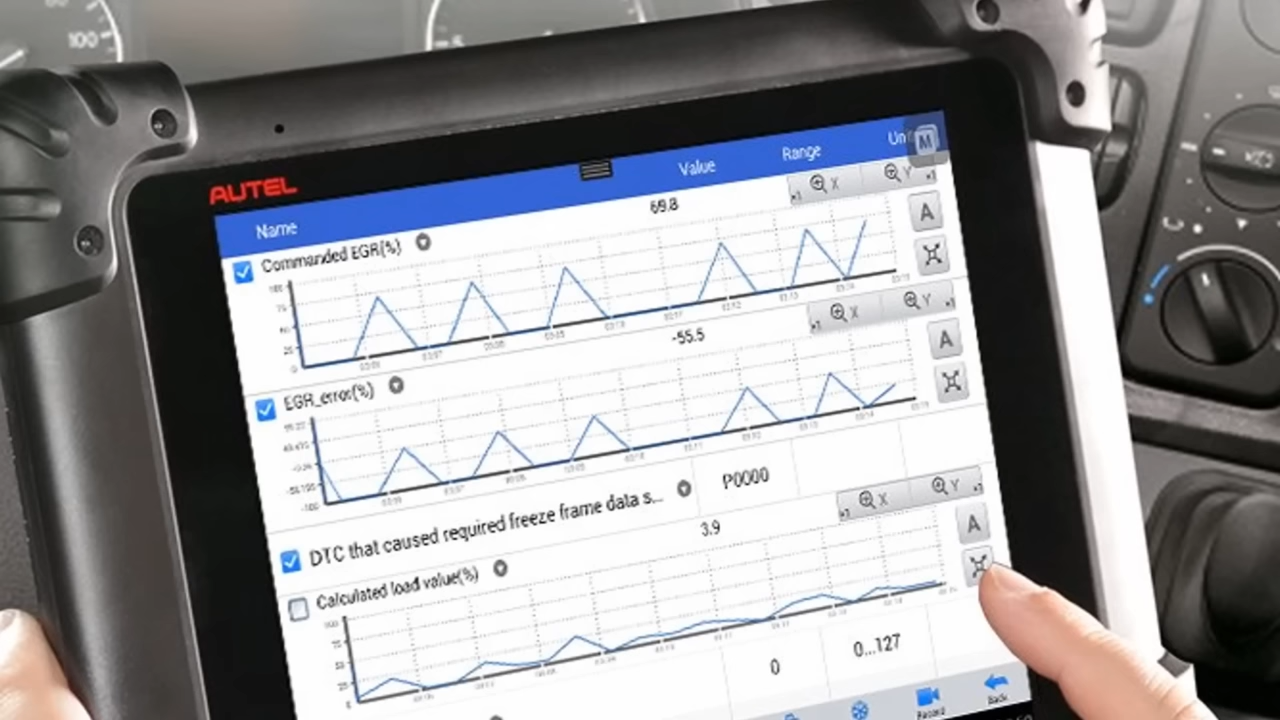 100
AUTEL
Name
Value
Range
M
Commanded EGR(%)
69.8
X
Y
A
EGR_error(%)
-55.5
X
Y
A
DTC that caused required freeze frame data s...
P0000
Calculated load value(%)
3.9
X
Y
A
0
0...127
Record
Back